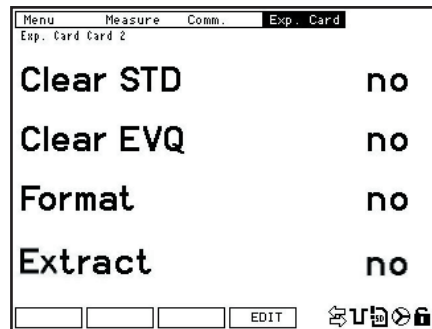 Menu Measure Comm. Exp. Card
Exp. Card Card 2
Clear STD no
Clear EVQ no
Format no
Extract no
EDIT SD